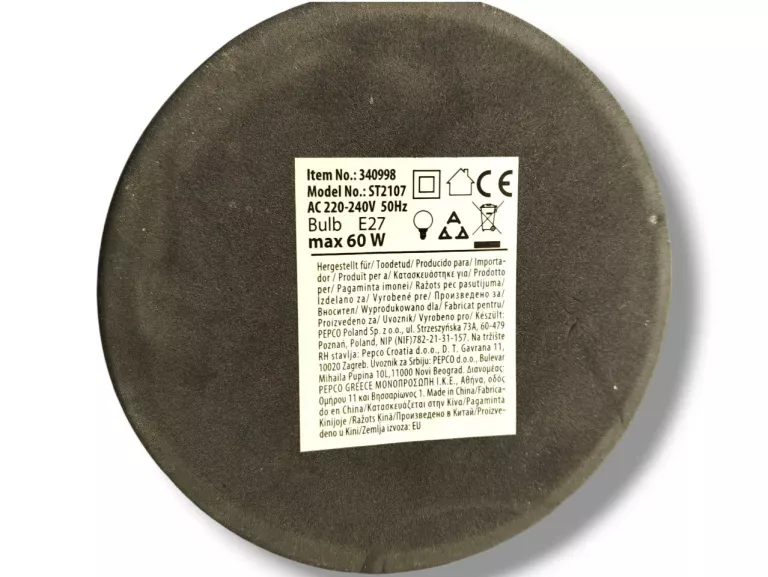 Item No.: 340998
Model No.: ST2107
AC 220-240V 50Hz
Bulb E27
max 60 W
CE
Hergestellt für/ Toodetud/ Producido para/ Importa-
dor / Produit par a/ Κατασκευάστηκε για/ Prodotto
per/ Pagaminta imonei/ Ražots pec pasutijuma/
Izdelano za/ Vyrobené pre/ Произведено за/
Вносител/ Wyprodukowano dla/ Fabricat pentru/
Proizvedeno za/ Uvoznik/ Vyrobeno pro/ Készült:
PEPCO Poland Sp. z o.o., ul. Strzeszyńska 73A, 60-479
Poznań, Poland, NIP (NIF)782-21-31-157. Na tržište
RH stavlja: Pepco Croatia d.o.o., D. T. Gavrana 11,
10020 Zagreb. Uvoznik za Srbiju: PEPCO d.o.o., Bulevar
Mihaila Pupina 10L,11000 Novi Beograd. Διανομέας:
PEPCO GREECE ΜΟΝΟΠΡΟΣΩΠΗ Ι.Κ.Ε., Αθήνα, οδός
Ομήρου 11 και Βησσαρίωνος 1. Made in China/Fabrica-
do en China/Κατασκευάζεται στην Κίνα/Pagaminta
Kinijoje /Ražots Kinā/Произведено в Китай/Proizve-
deno u Kini/Zemlja izvoza: EU